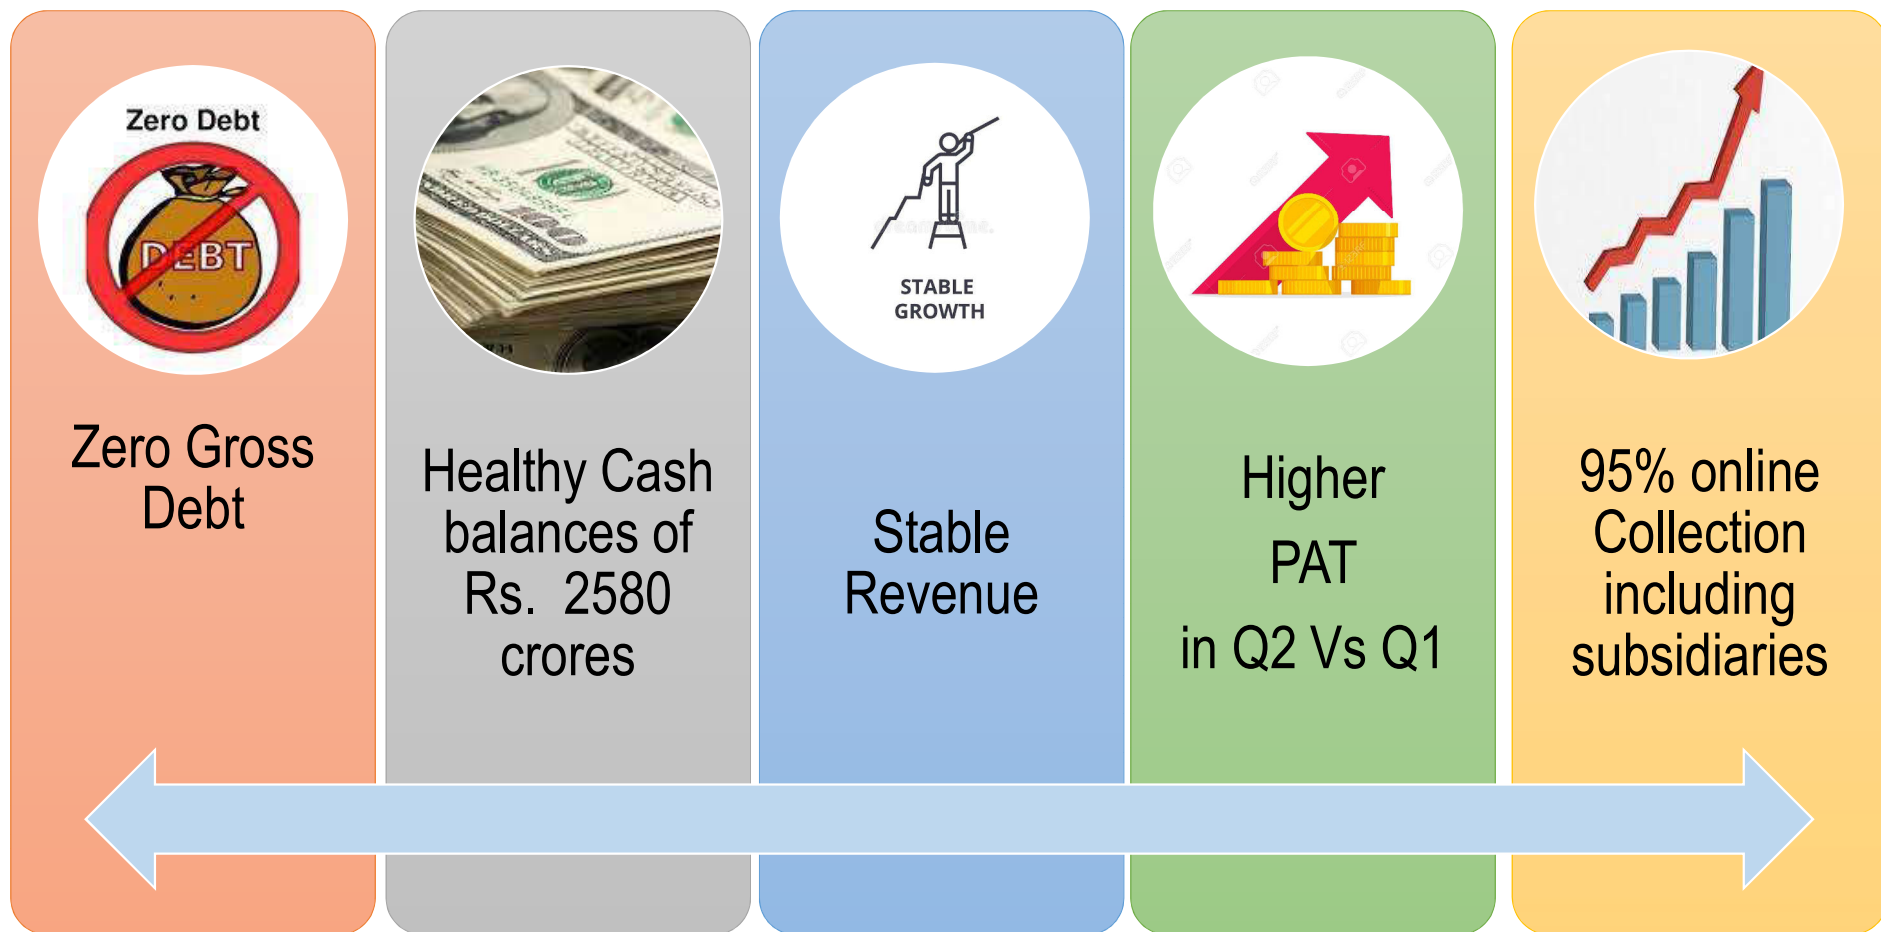 Zero Debt
DEBT
Zero Gross
Debt
100
Healthy Cash
balances of
Rs. 2580
crores
STABLE
GROWTH
Stable
Revenue
Higher
PAT
in Q2 Vs Q1
95% online
Collection
including
subsidiaries